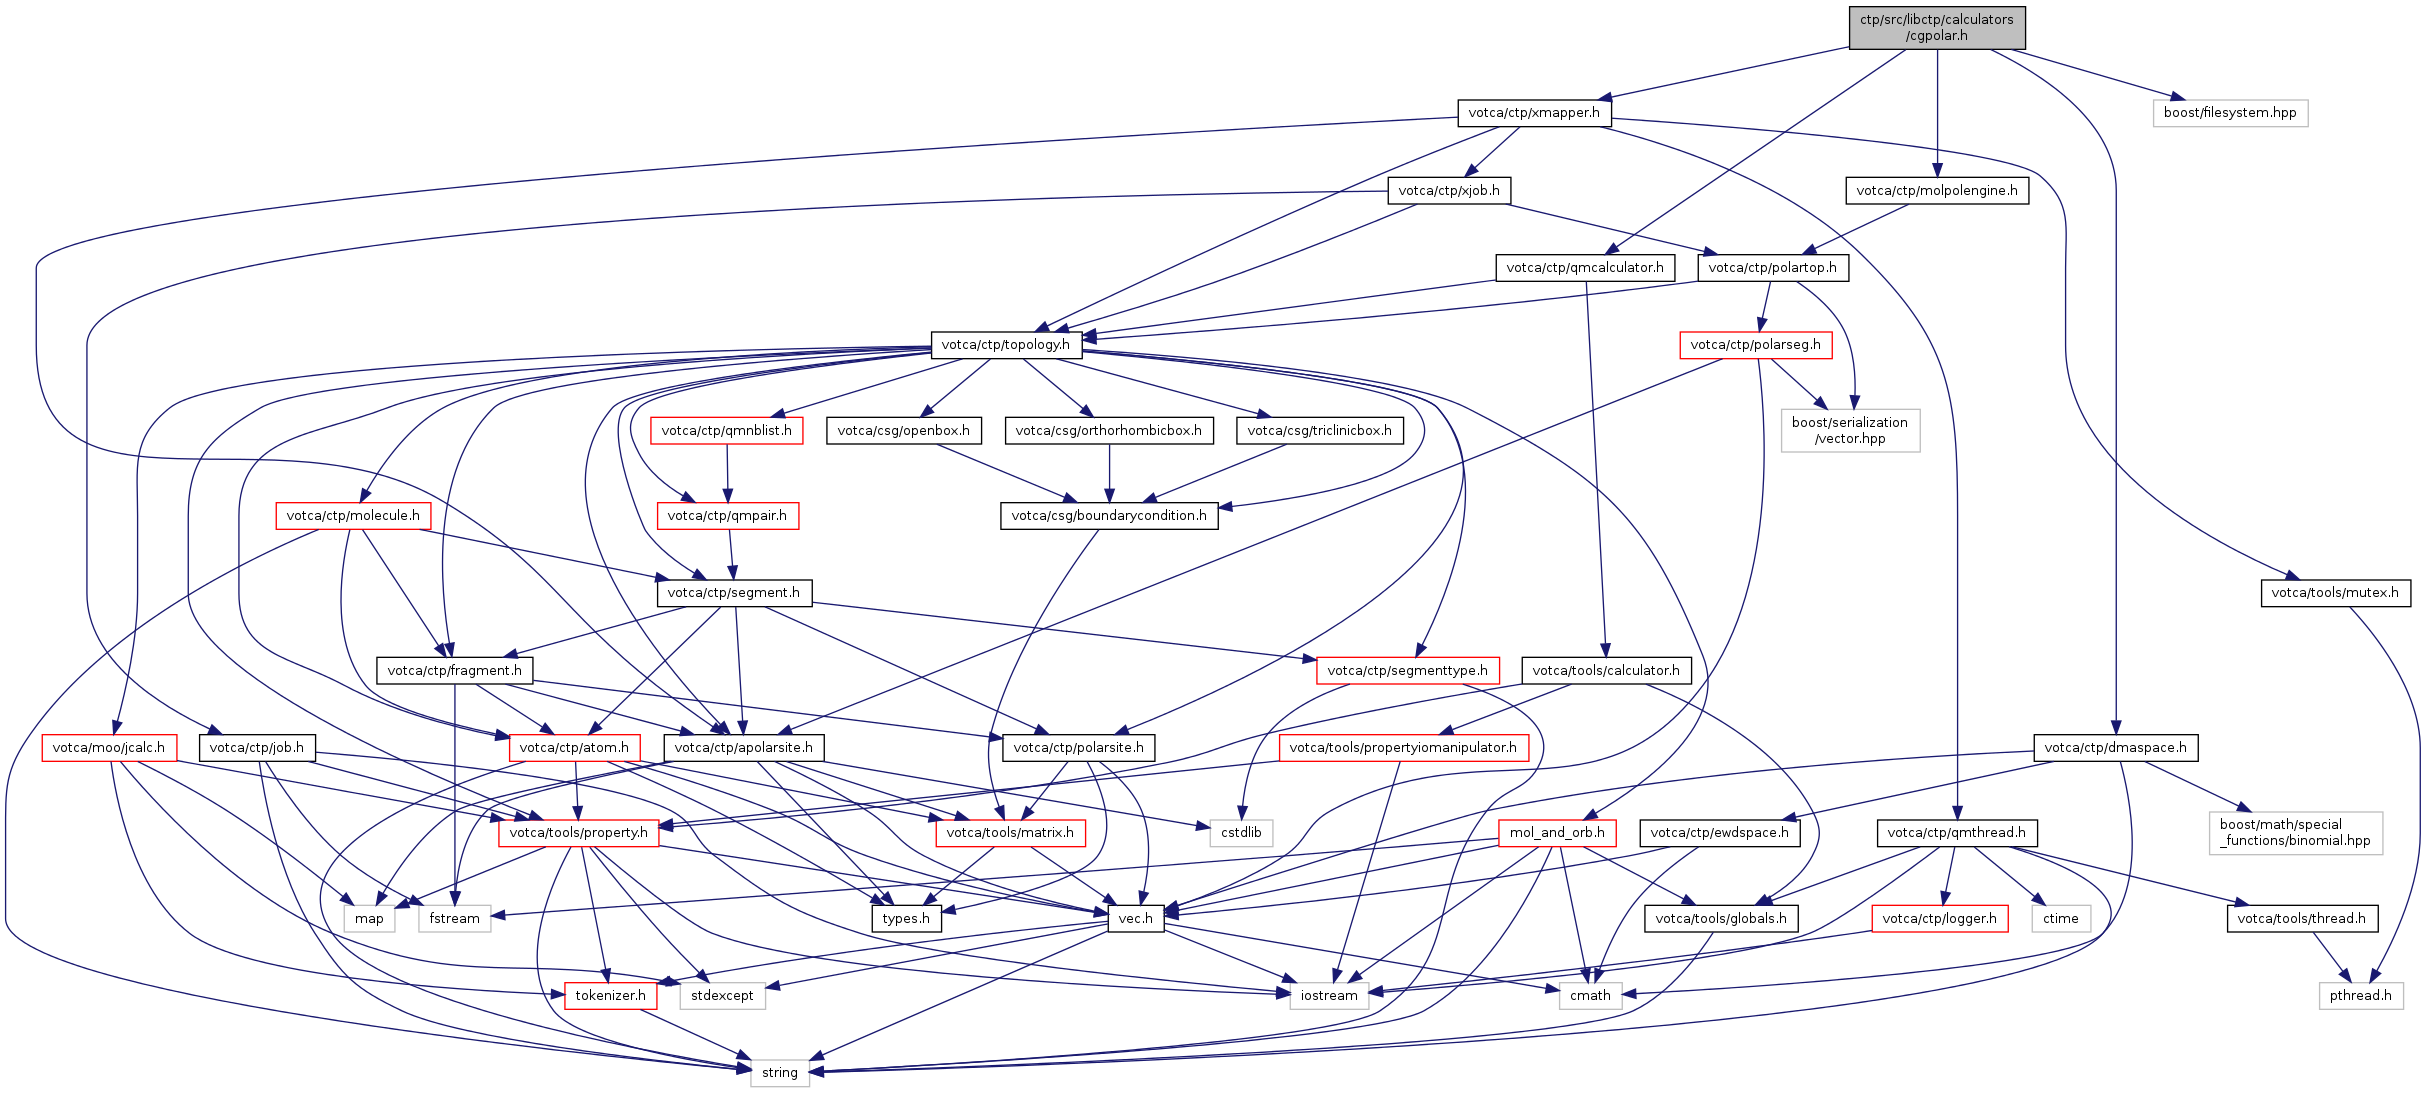 ctp/src/libctp/calculators
/cgpolar.h
votca/ctp/xmapper.h
boost/filesystem.hpp
votca/ctp/xjob.h
votca/ctp/molpolengine.h
votca/ctp/qmcalculator.h
votca/ctp/polartop.h
votca/ctp/topology.h
votca/ctp/polarseg.h
votca/ctp/qmnblist.h
votca/csg/openbox.h
votca/csg/orthorhombicbox.h
votca/csg/triclinicbox.h
boost/serialization
/vector.hpp
votca/ctp/molecule.h
votca/ctp/qmpair.h
votca/csg/boundarycondition.h
votca/ctp/segment.h
votca/tools/mutex.h
votca/ctp/fragment.h
votca/ctp/segmenttype.h
votca/tools/calculator.h
votca/moo/jcalc.h
votca/ctp/job.h
votca/ctp/atom.h
votca/ctp/apolarsite.h
votca/ctp/polarsite.h
votca/tools/propertyiomanipulator.h
votca/ctp/dmaspace.h
votca/tools/property.h
votca/tools/matrix.h
cstdlib
mol_and_orb.h
votca/ctp/ewdspace.h
votca/ctp/qmthread.h
boost/math/special
_functions/binomial.hpp
map
fstream
types.h
vec.h
votca/tools/globals.h
votca/ctp/logger.h
ctime
votca/tools/thread.h
tokenizer.h
stdexcept
iostream
cmath
pthread.h
string